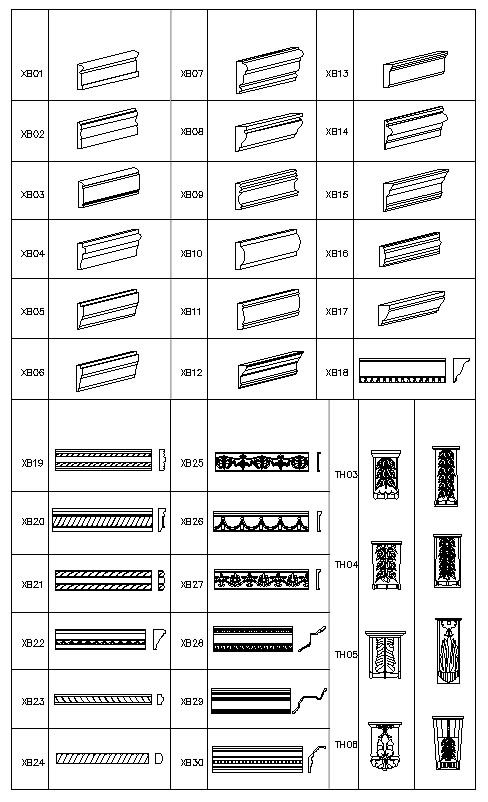 XB01 XB07 XB13
XB02 XB08 XB14
XB03 XB09 XB15
XB04 XB10 XB16
XB05 XB11 XB17
XB06 XB12 XB18
XB19 XB25 TH03
XB20 XB26
XB21 XB27 TH04
XB22 XB28 TH05
XB23 XB29
XB24 XB30 TH06